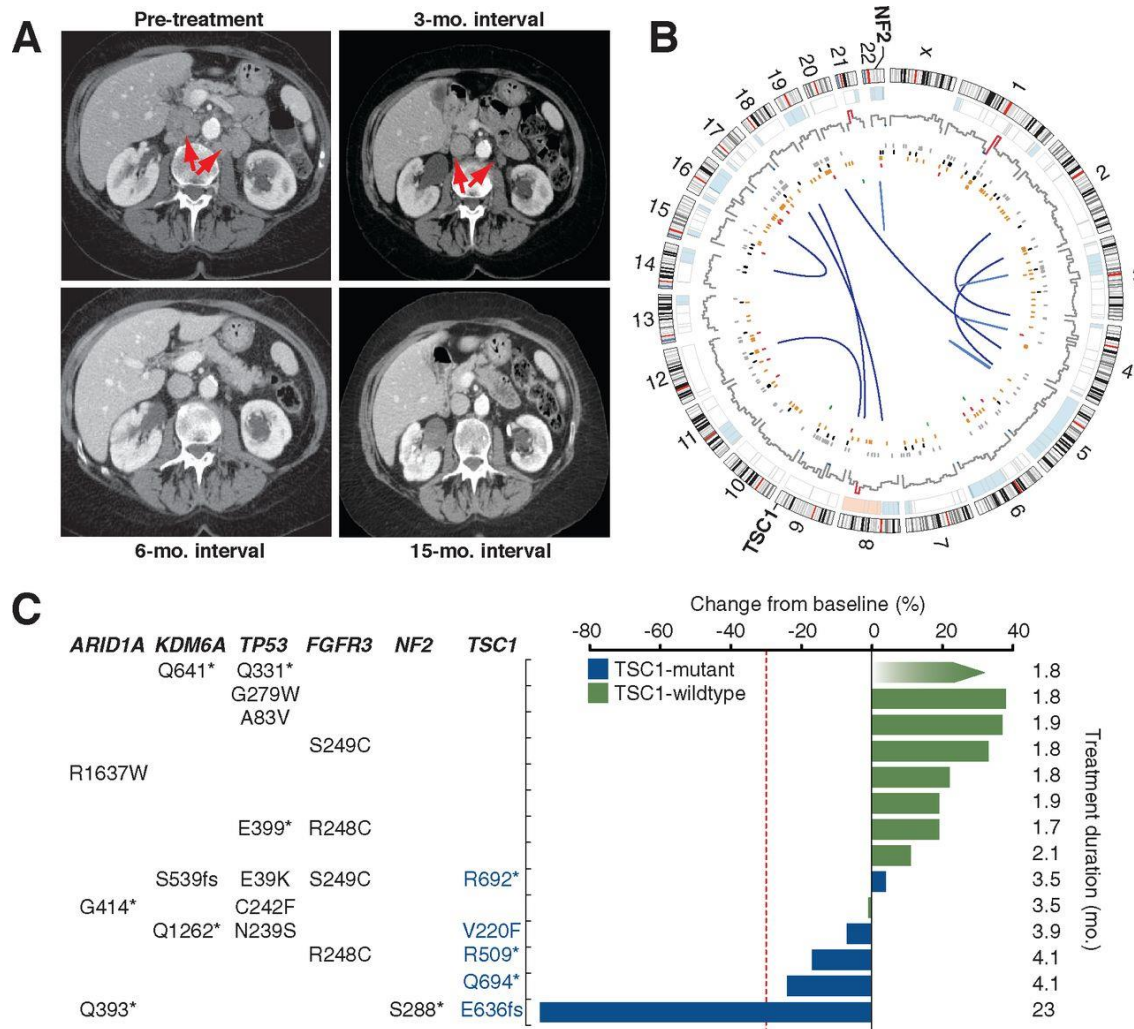 A
Pre-treatment
3-mo. interval
6-mo. interval
15-mo. interval
B
NF2
X
1
2
4
5
6
7
8
9
TSC1
10
11
12
13
14
15
16
17
18
19
20
21
22
C
Change from baseline (%)
-80 -60 -40 -20 0 20 40
ARID1A KDM6A TP53 FGFR3 NF2 TSC1
TSC1-mutant
TSC1-wildtype
Q641* Q331* 1.8
G279W 1.8
A83V 1.9
S249C 1.8
R1637W 1.8
1.9
E399* R248C 1.7
2.1
S539fs E39K S249C R692* 3.5
G414* C242F 3.5
Q1262* N239S V220F 3.9
R248C R509* 4.1
Q694* 4.1
Q393* S288* E636fs 23
Treatment duration (mo.)